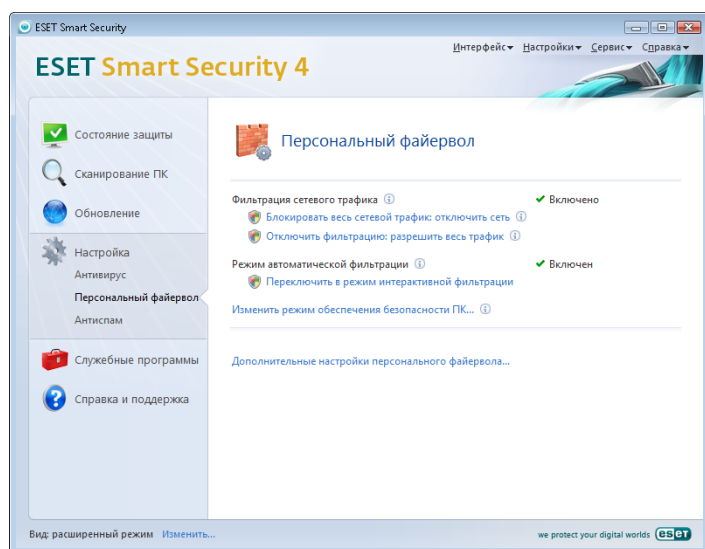 ESET Smart Security
Интерфейс Настройки Сервис Справка
ESET Smart Security 4
Состояние защиты
Сканирование ПК
Обновление
Настройка
Антивирус
Персональный файервол
Антиспам
Служебные программы
Справка и поддержка
Персональный файервол
Фильтрация сетевого трафика Включено
Блокировать весь сетевой трафик: отключить сеть
Отключить фильтрацию: разрешить весь трафик
Режим автоматической фильтрации Включен
Переключить в режим интерактивной фильтрации
Изменить режим обеспечения безопасности ПК...
Дополнительные настройки персонального файервола...
Вид: расширенный режим Изменить...
we protect your digital worlds eset